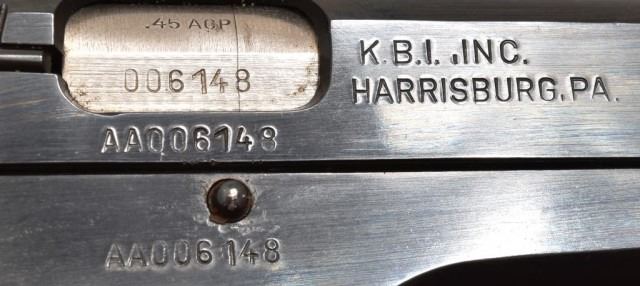 .45 ACP
006148
K.B.I., INC.
HARRISBURG, PA.
AA006148
AA006148